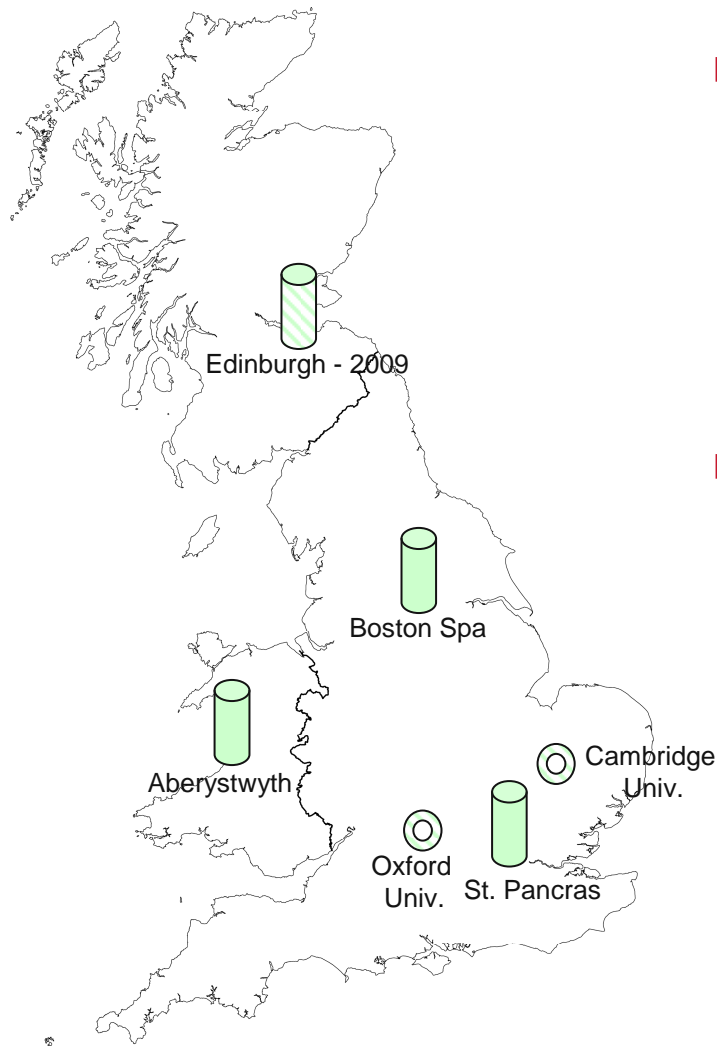 Edinburgh - 2009
Boston Spa
Aberystwyth
Cambridge
Univ.
Oxford
Univ.
St. Pancras